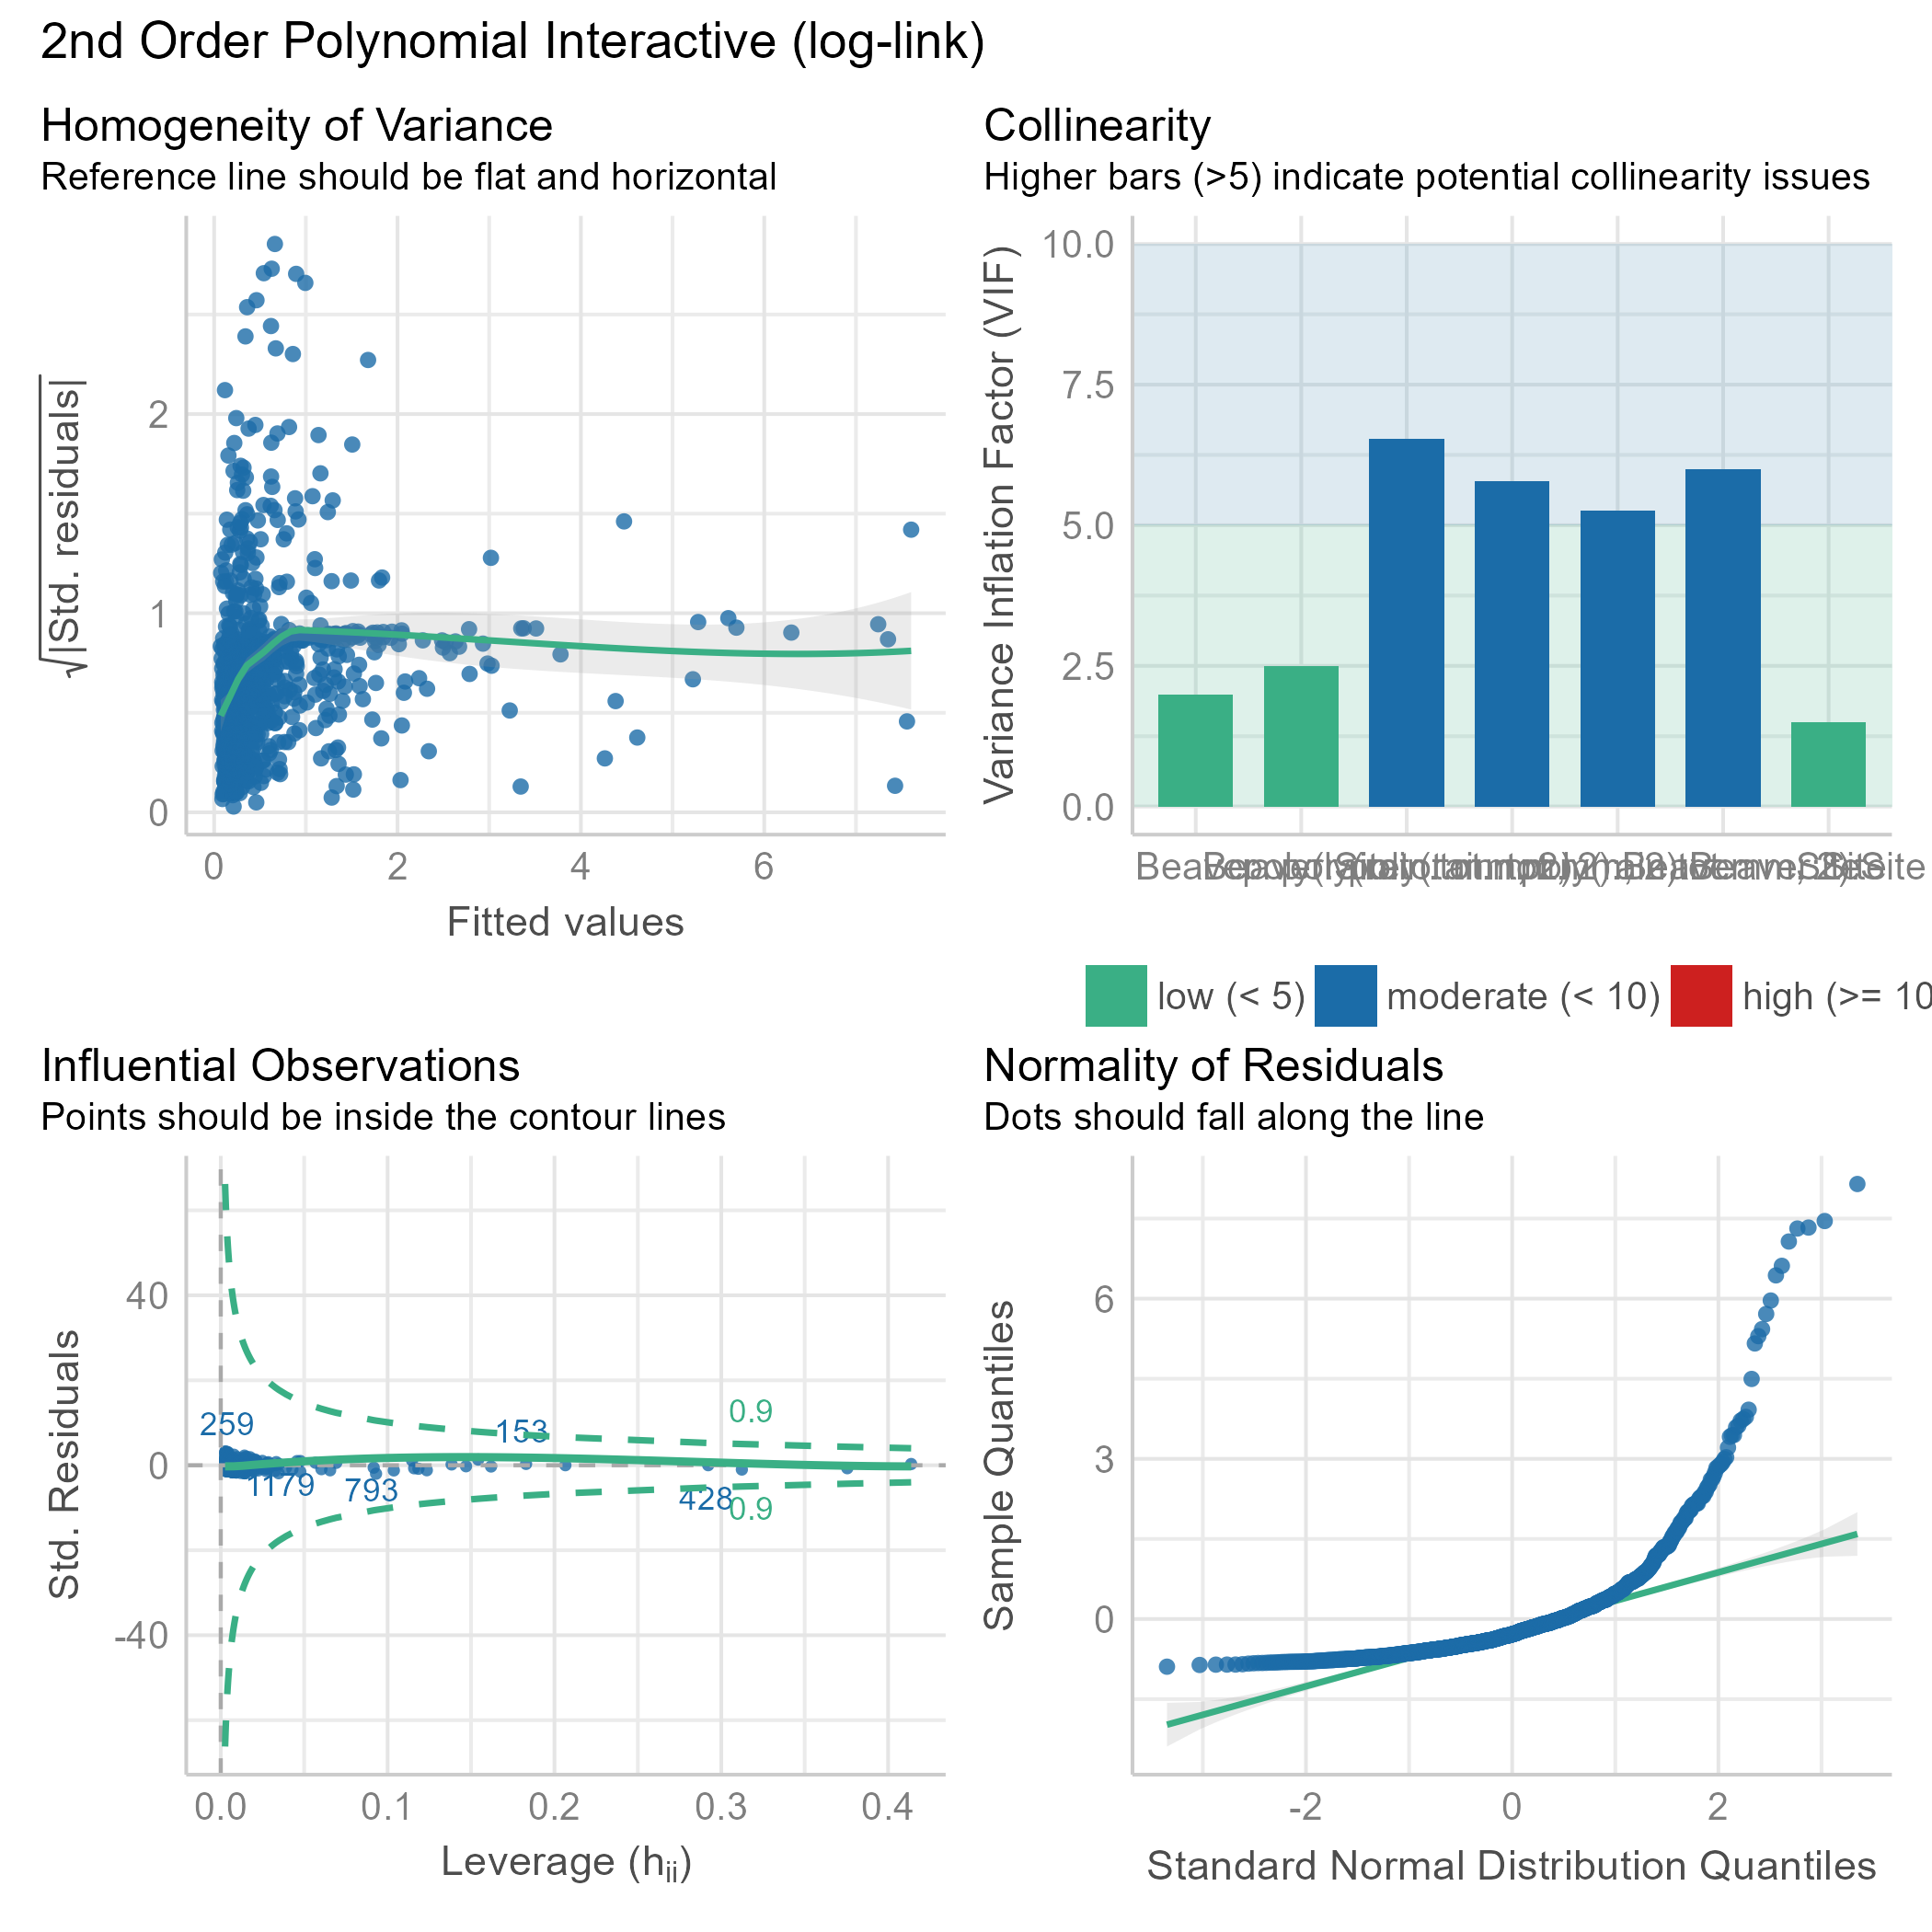 2nd Order Polynomial Interactive (log-link)
Homogeneity of Variance
Reference line should be flat and horizontal
√|Std. residuals|
2
1
0
0 2 4 6
Fitted values
Collinearity
Higher bars (>5) indicate potential collinearity issues
Variance Inflation Factor (VIF)
10.0
7.5
5.0
2.5
0.0
low (< 5) moderate (< 10) high (>= 10
Influential Observations
Points should be inside the contour lines
Std. Residuals
40
0
-40
259
153
0.9
1179
793
428
0.9
0.0 0.1 0.2 0.3 0.4
Leverage (hii)
Normality of Residuals
Dots should fall along the line
Sample Quantiles
6
3
0
-2 0 2
Standard Normal Distribution Quantiles